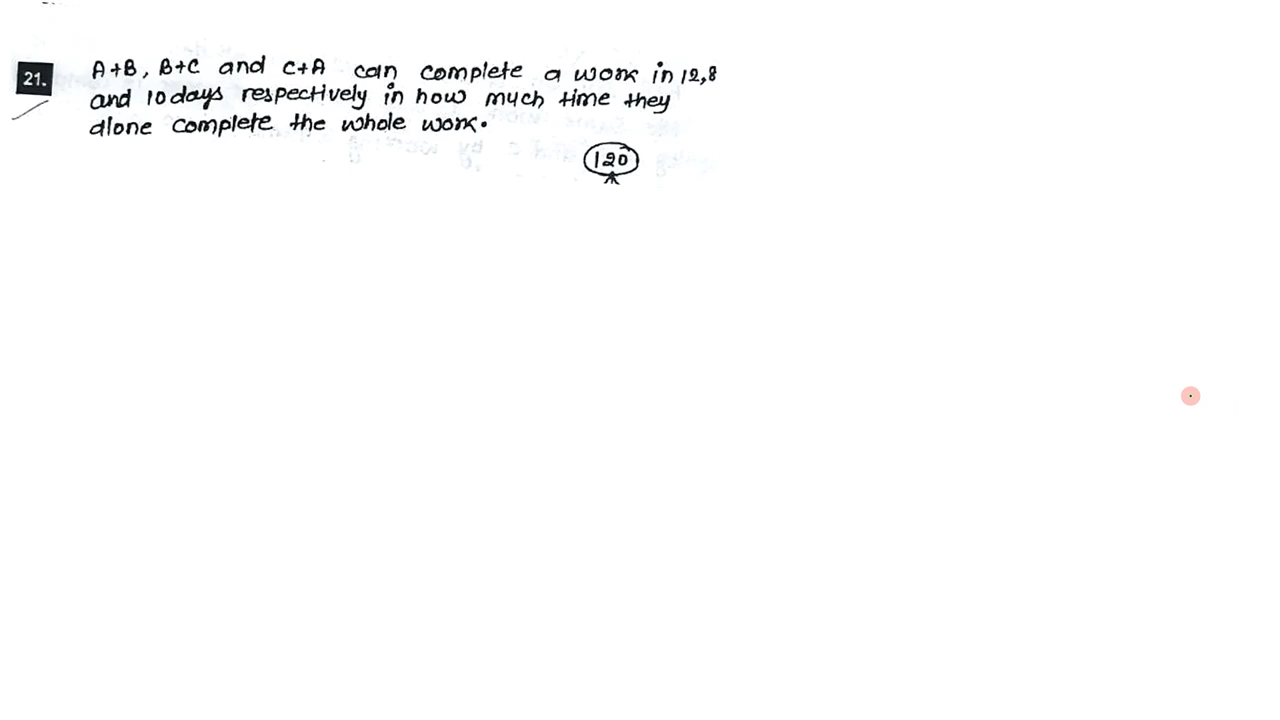 21. A+B, B+C and C+A can complete a work in 12,8
and 10 days respectively in how much time they
alone complete the whole work.
120